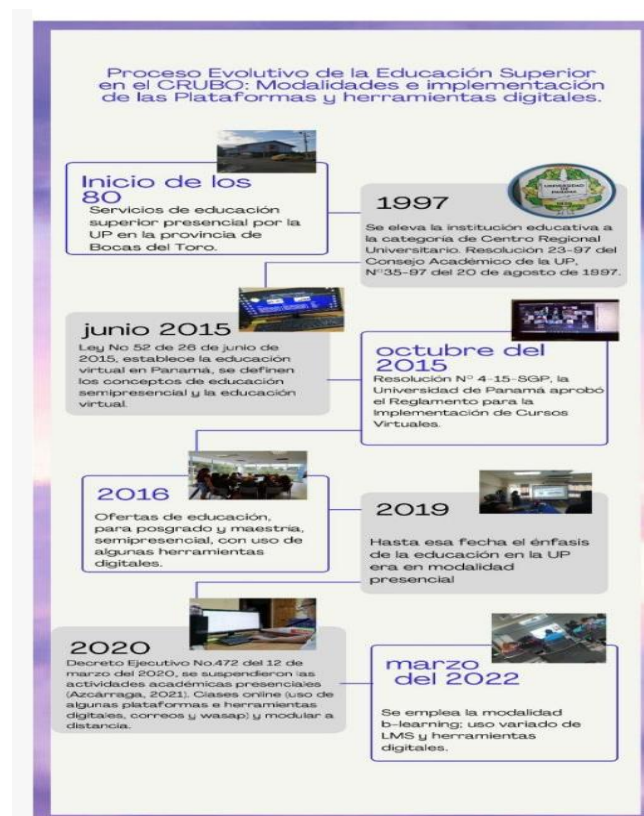 Proceso Evolutivo de la Educación Superior
en el CRUBO: Modalidades e implementación
de las Plataformas y herramientas digitales.
Inicio de los
80
Servicios de educación
superior presencial por la
UP en la provincia de
Bocas del Toro.
UNIVERSIDAD
DE
PANAMÁ
1997
Se eleva la institución educativa a
la categoría de Centro Regional
Universitario. Resolución 23-97 del
Consejo Académico de la UP,
N°35-97 del 20 de agosto de 1997.
junio 2015
Ley No 52 de 26 de junio de
2015, establece la educación
virtual en Panamá, se definen
los conceptos de educación
semipresencial y la educación
virtual.
octubre del
2015
Resolución N° 4-15-SGP, la
Universidad de Panamá aprobó
el Reglamento para la
Implementación de Cursos
Virtuales.
2016
Ofertas de educación,
para posgrado y maestría,
semipresencial, con uso de
algunas herramientas
digitales.
2019
Hasta esa fecha el énfasis
de la educación en la UP
era en modalidad
presencial
2020
Decreto Ejecutivo No.472 del 12 de
marzo del 2020, se suspendieron las
actividades académicas presenciales
(Azcárraga, 2021). Clases online (uso de
algunas plataformas e herramientas
digitales, correos y wasap) y modular a
distancia.
marzo
del 2022
Se emplea la modalidad
b-learning; uso variado de
LMS y herramientas
digitales.